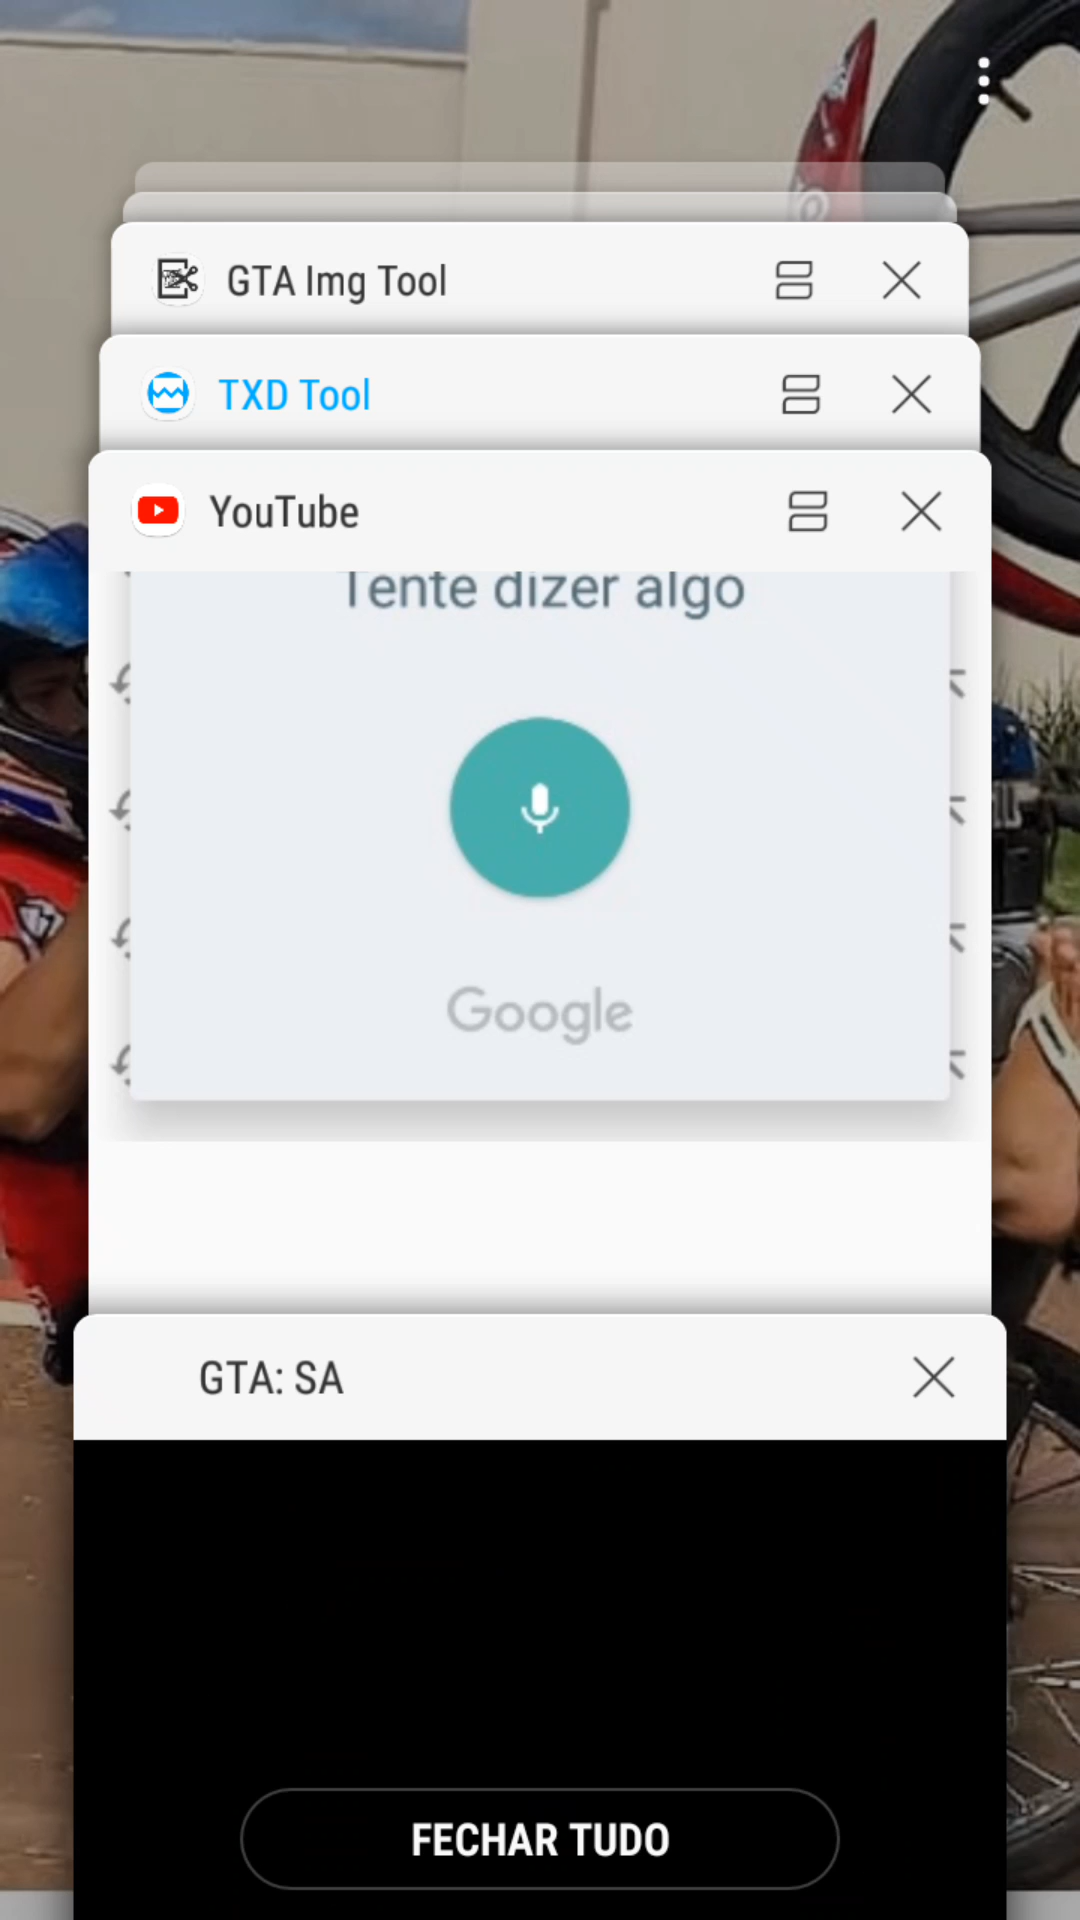 GTA Img Tool
TXD Tool
YouTube
Tente dizer algo
Google
GTA: SA
FECHAR TUDO